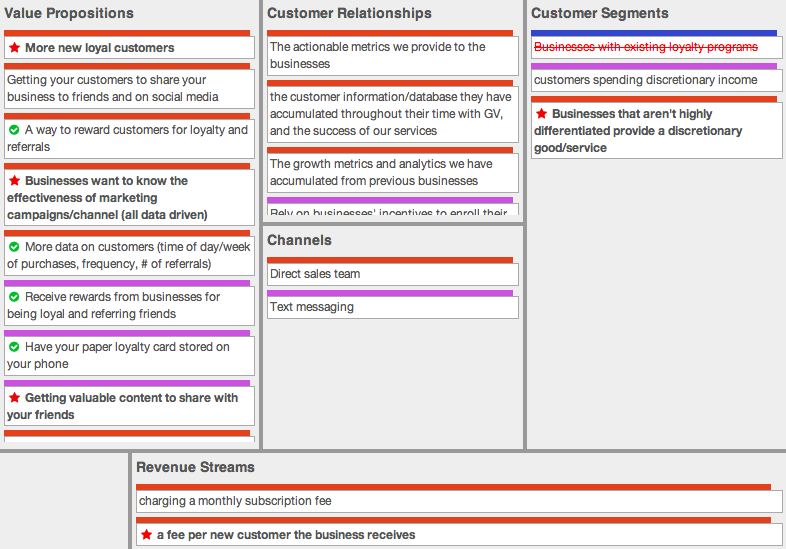 Value Propositions
More new loyal customers
Getting your customers to share your
business to friends and on social media
A way to reward customers for loyalty and
referrals
Businesses want to know the
effectiveness of marketing
campaigns/channel (all data driven)
More data on customers (time of day/week
of purchases, frequency, # of referrals)
Receive rewards from businesses for
being loyal and referring friends
Have your paper loyalty card stored on
your phone
Getting valuable content to share with
your friends
Customer Relationships
The actionable metrics we provide to the
businesses
the customer information/database they have
accumulated throughout their time with GV,
and the success of our services
The growth metrics and analytics we have
accumulated from previous businesses
Rely on businesses' incentives to enroll their
Channels
Direct sales team
Text messaging
Customer Segments
Businesses with existing loyalty programs
customers spending discretionary income
Businesses that aren't highly
differentiated provide a discretionary
good/service
Revenue Streams
charging a monthly subscription fee
a fee per new customer the business receives